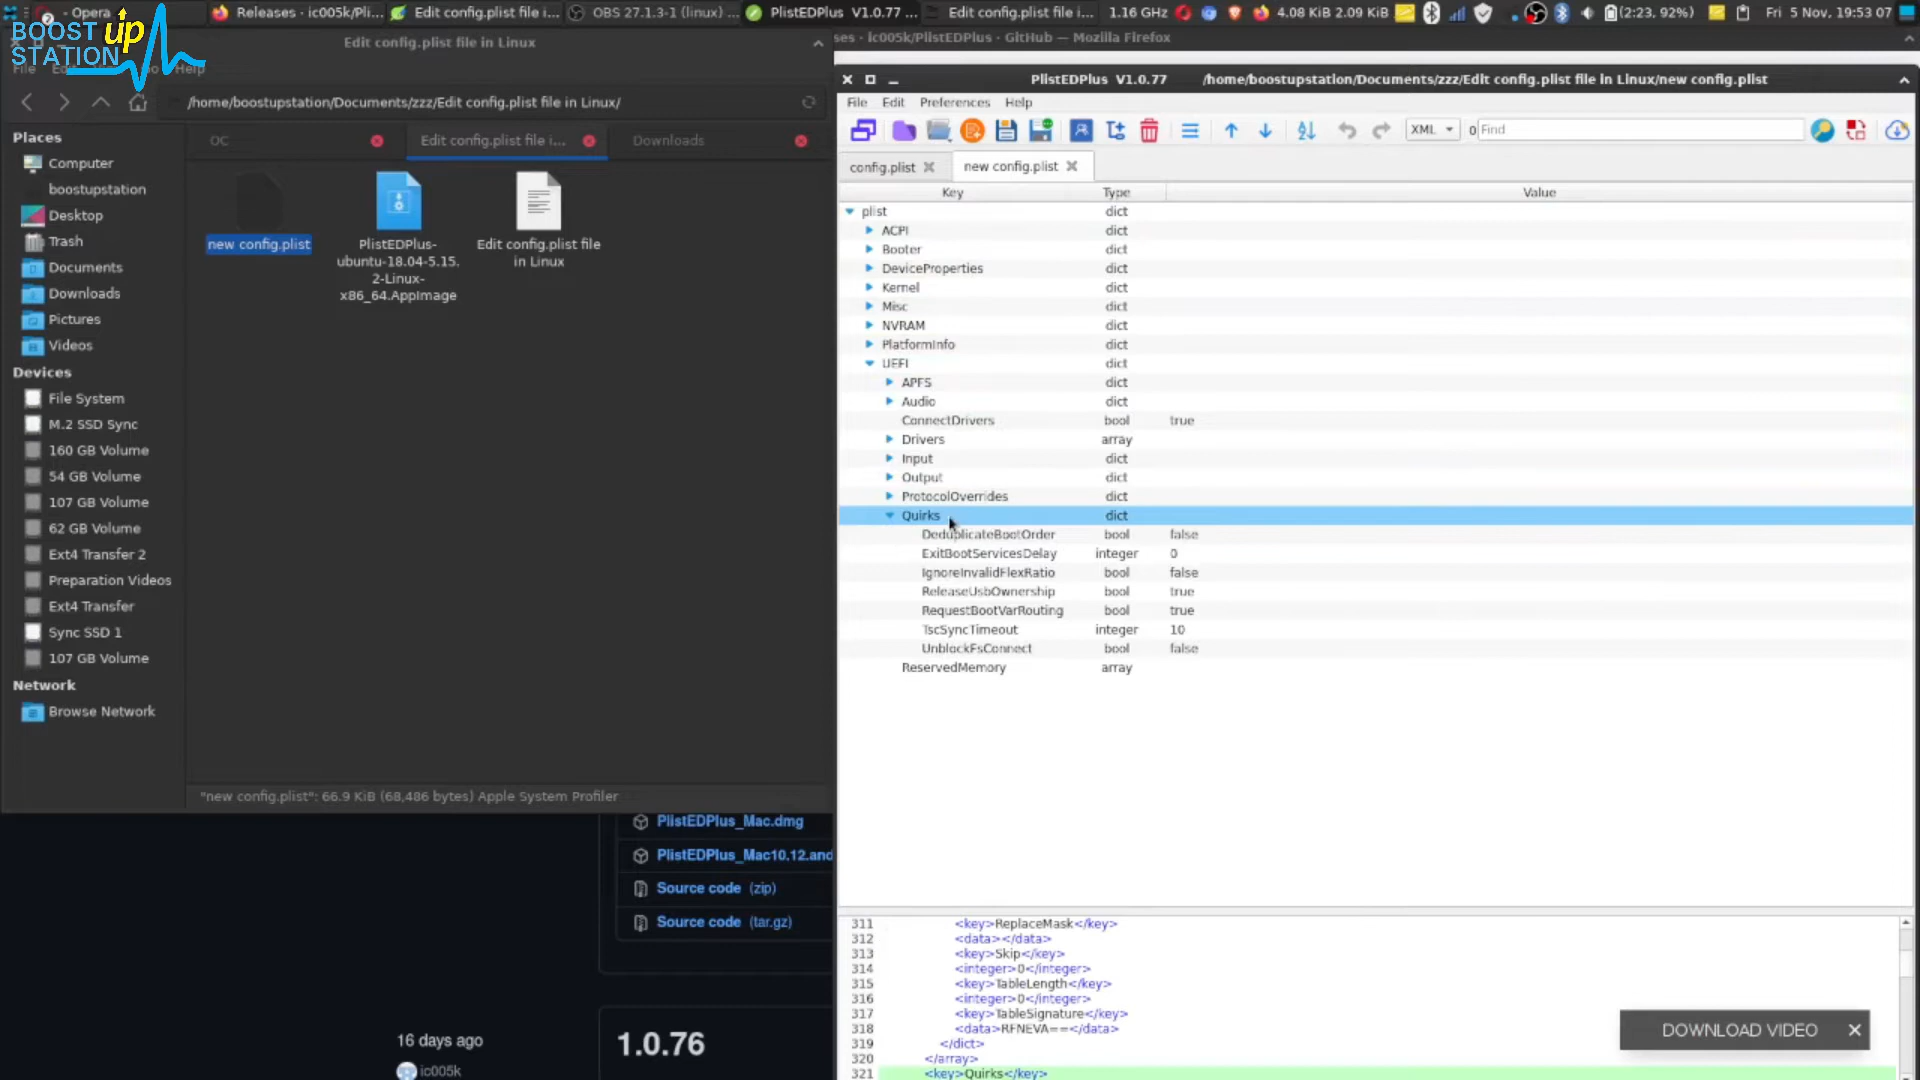 Opera
Releases · ic005k/Pli...
Edit config.plist file i...
OBS 27.1.3-1 (linux) ...
PlistEDPlus V1.0.77 ...
Edit config.plist file i...
1.16 GHz
4.08 KiB 2.09 KiB
(2:23, 92%)
Fri 5 Nov, 19:53 07
BOOST up
STATION
Edit config.plist file in Linux
File
Help
/home/boostupstation/Documents/zzz/Edit config.plist file in Linux/
OC
Edit config.plist file i...
Downloads
Places
Computer
boostupstation
Desktop
Trash
Documents
Downloads
Pictures
Videos
Devices
File System
M.2 SSD Sync
160 GB Volume
54 GB Volume
107 GB Volume
62 GB Volume
Ext4 Transfer 2
Preparation Videos
Ext4 Transfer
Sync SSD 1
107 GB Volume
Network
Browse Network
new config.plist
PlistEDPlus-
ubuntu-18.04-5.15.
2-Linux-
x86_64.AppImage
Edit config.plist file
in Linux
"new config.plist": 66.9 KiB (68,486 bytes) Apple System Profiler
PlistEDPlus_Mac.dmg
PlistEDPlus_Mac10.12.and
Source code (zip)
Source code (tar.gz)
16 days ago
ic005k
1.0.76
ses · ic005k/PlistEDPlus · GitHub — Mozilla Firefox
PlistEDPlus V1.0.77 /home/boostupstation/Documents/zzz/Edit config.plist file in Linux/new config.plist
File Edit Preferences Help
XML
0 Find
config.plist
new config.plist
Key Type Value
plist dict
ACPI dict
Booter dict
DeviceProperties dict
Kernel dict
Misc dict
NVRAM dict
PlatformInfo dict
UEFI dict
APFS dict
Audio dict
ConnectDrivers bool true
Drivers array
Input dict
Output dict
ProtocolOverrides dict
Quirks dict
DeduplicateBootOrder bool false
ExitBootServicesDelay integer 0
IgnoreInvalidFlexRatio bool false
ReleaseUsbOwnership bool true
RequestBootVarRouting bool true
TscSyncTimeout integer 10
UnblockFsConnect bool false
ReservedMemory array
311 <key>ReplaceMask</key>
312 <data></data>
313 <key>Skip</key>
314 <integer>0</integer>
315 <key>TableLength</key>
316 <integer>0</integer>
317 <key>TableSignature</key>
318 <data>RFNEVA==</data>
319 </dict>
320 </array>
321 <key>Quirks</key>
DOWNLOAD VIDEO